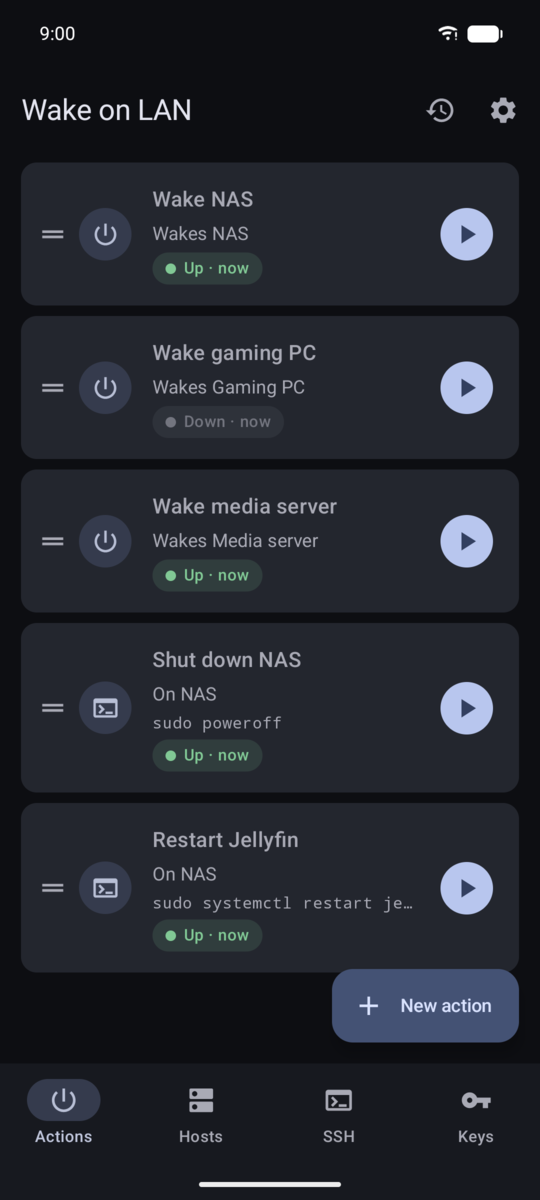 9:00
Wake on LAN
Wake NAS
Wakes NAS
Up · now
Wake gaming PC
Wakes Gaming PC
Down · now
Wake media server
Wakes Media server
Up · now
Shut down NAS
On NAS
sudo poweroff
Up · now
Restart Jellyfin
On NAS
sudo systemctl restart je…
Up · now
New action
Actions
Hosts
SSH
Keys